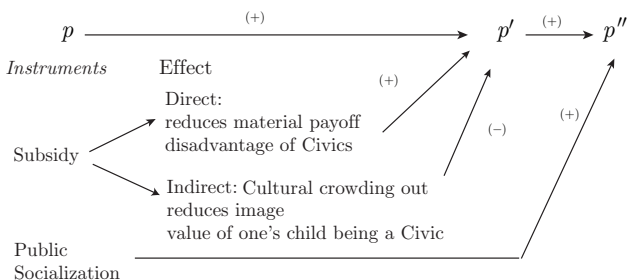 p (+) p′ (+) p″
Instruments Effect
(+)
Direct:
reduces material payoff
disadvantage of Civics
(+)
(-)
Subsidy
Indirect: Cultural crowding out
reduces image
value of one's child being a Civic
Public
Socialization